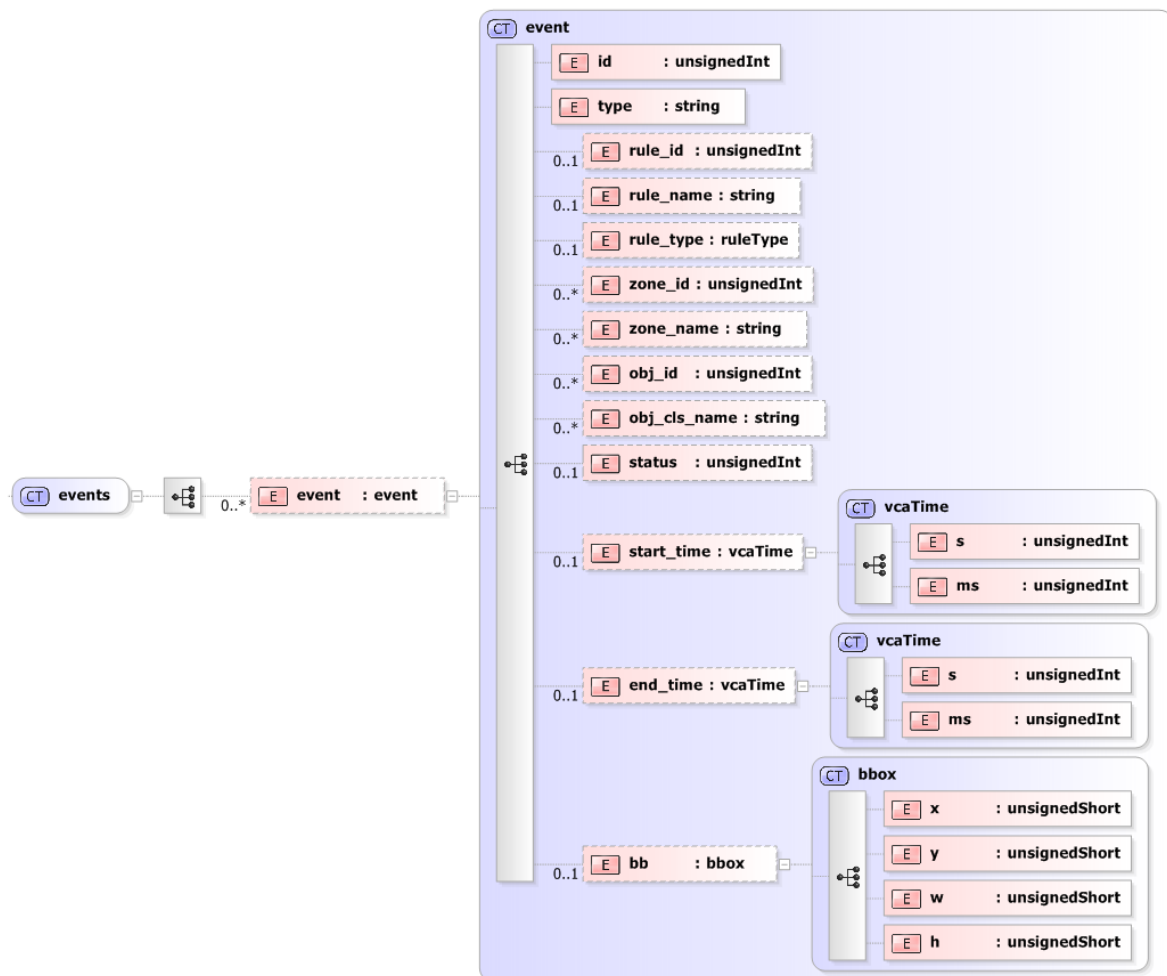 CT event
E id : unsignedInt
E type : string
0..1 E rule_id : unsignedInt
0..1 E rule_name : string
0..1 E rule_type : ruleType
0..* E zone_id : unsignedInt
0..* E zone_name : string
0..* E obj_id : unsignedInt
0..* E obj_cls_name : string
0..1 E status : unsignedInt
CT events
0..* E event : event
0..1 E start_time : vcaTime
CT vcaTime
E s : unsignedInt
E ms : unsignedInt
0..1 E end_time : vcaTime
CT vcaTime
E s : unsignedInt
E ms : unsignedInt
0..1 E bb : bbox
CT bbox
E x : unsignedShort
E y : unsignedShort
E w : unsignedShort
E h : unsignedShort